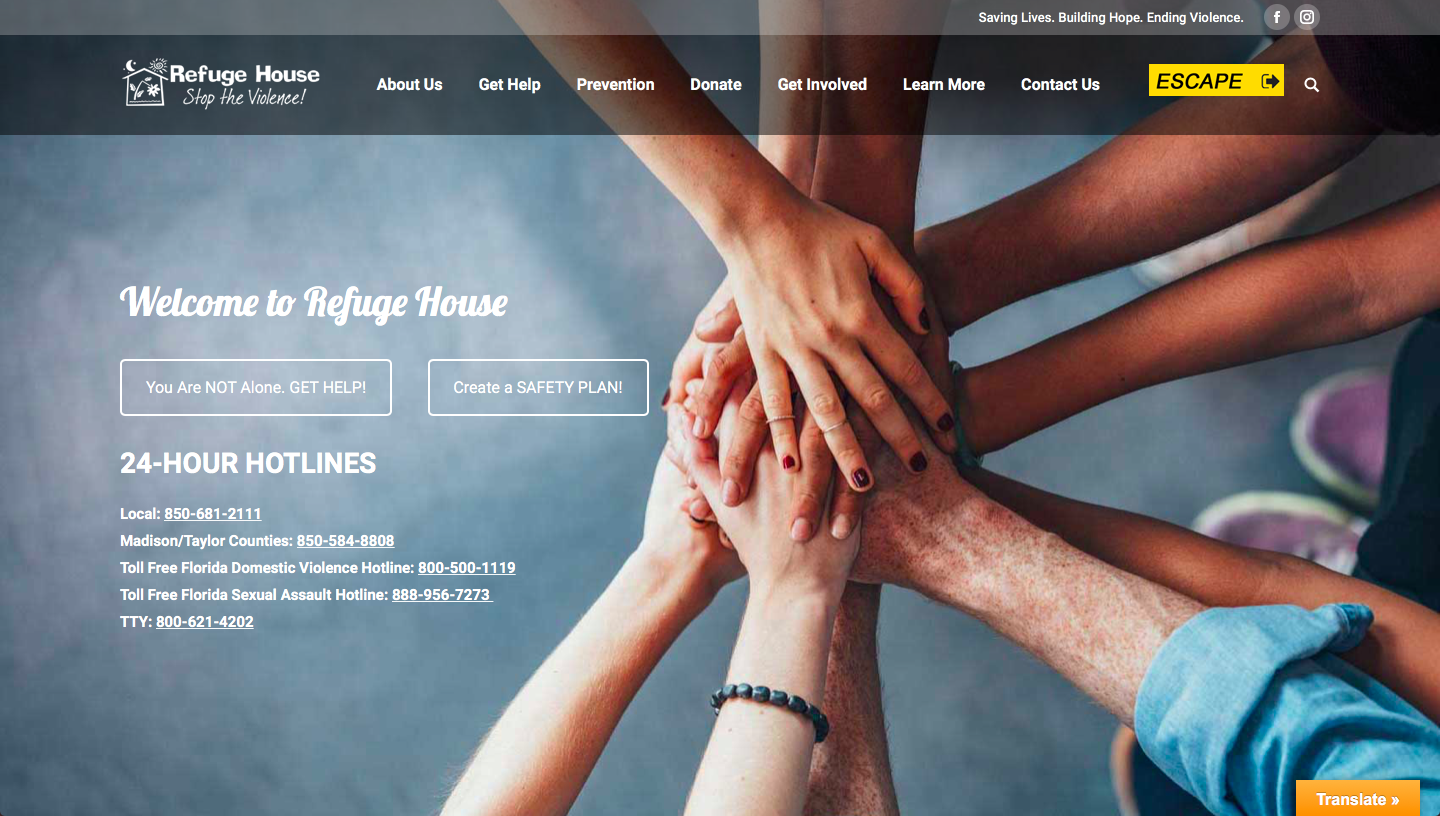 Saving Lives. Building Hope. Ending Violence.
Refuge House
Stop the Violence!
About Us
Get Help
Prevention
Donate
Get Involved
Learn More
Contact Us
ESCAPE
Welcome to Refuge House
You Are NOT Alone. GET HELP!
Create a SAFETY PLAN!
24-HOUR HOTLINES
Local: 850-681-2111
Madison/Taylor Counties: 850-584-8808
Toll Free Florida Domestic Violence Hotline: 800-500-1119
Toll Free Florida Sexual Assault Hotline: 888-956-7273
TTY: 800-621-4202
Translate »